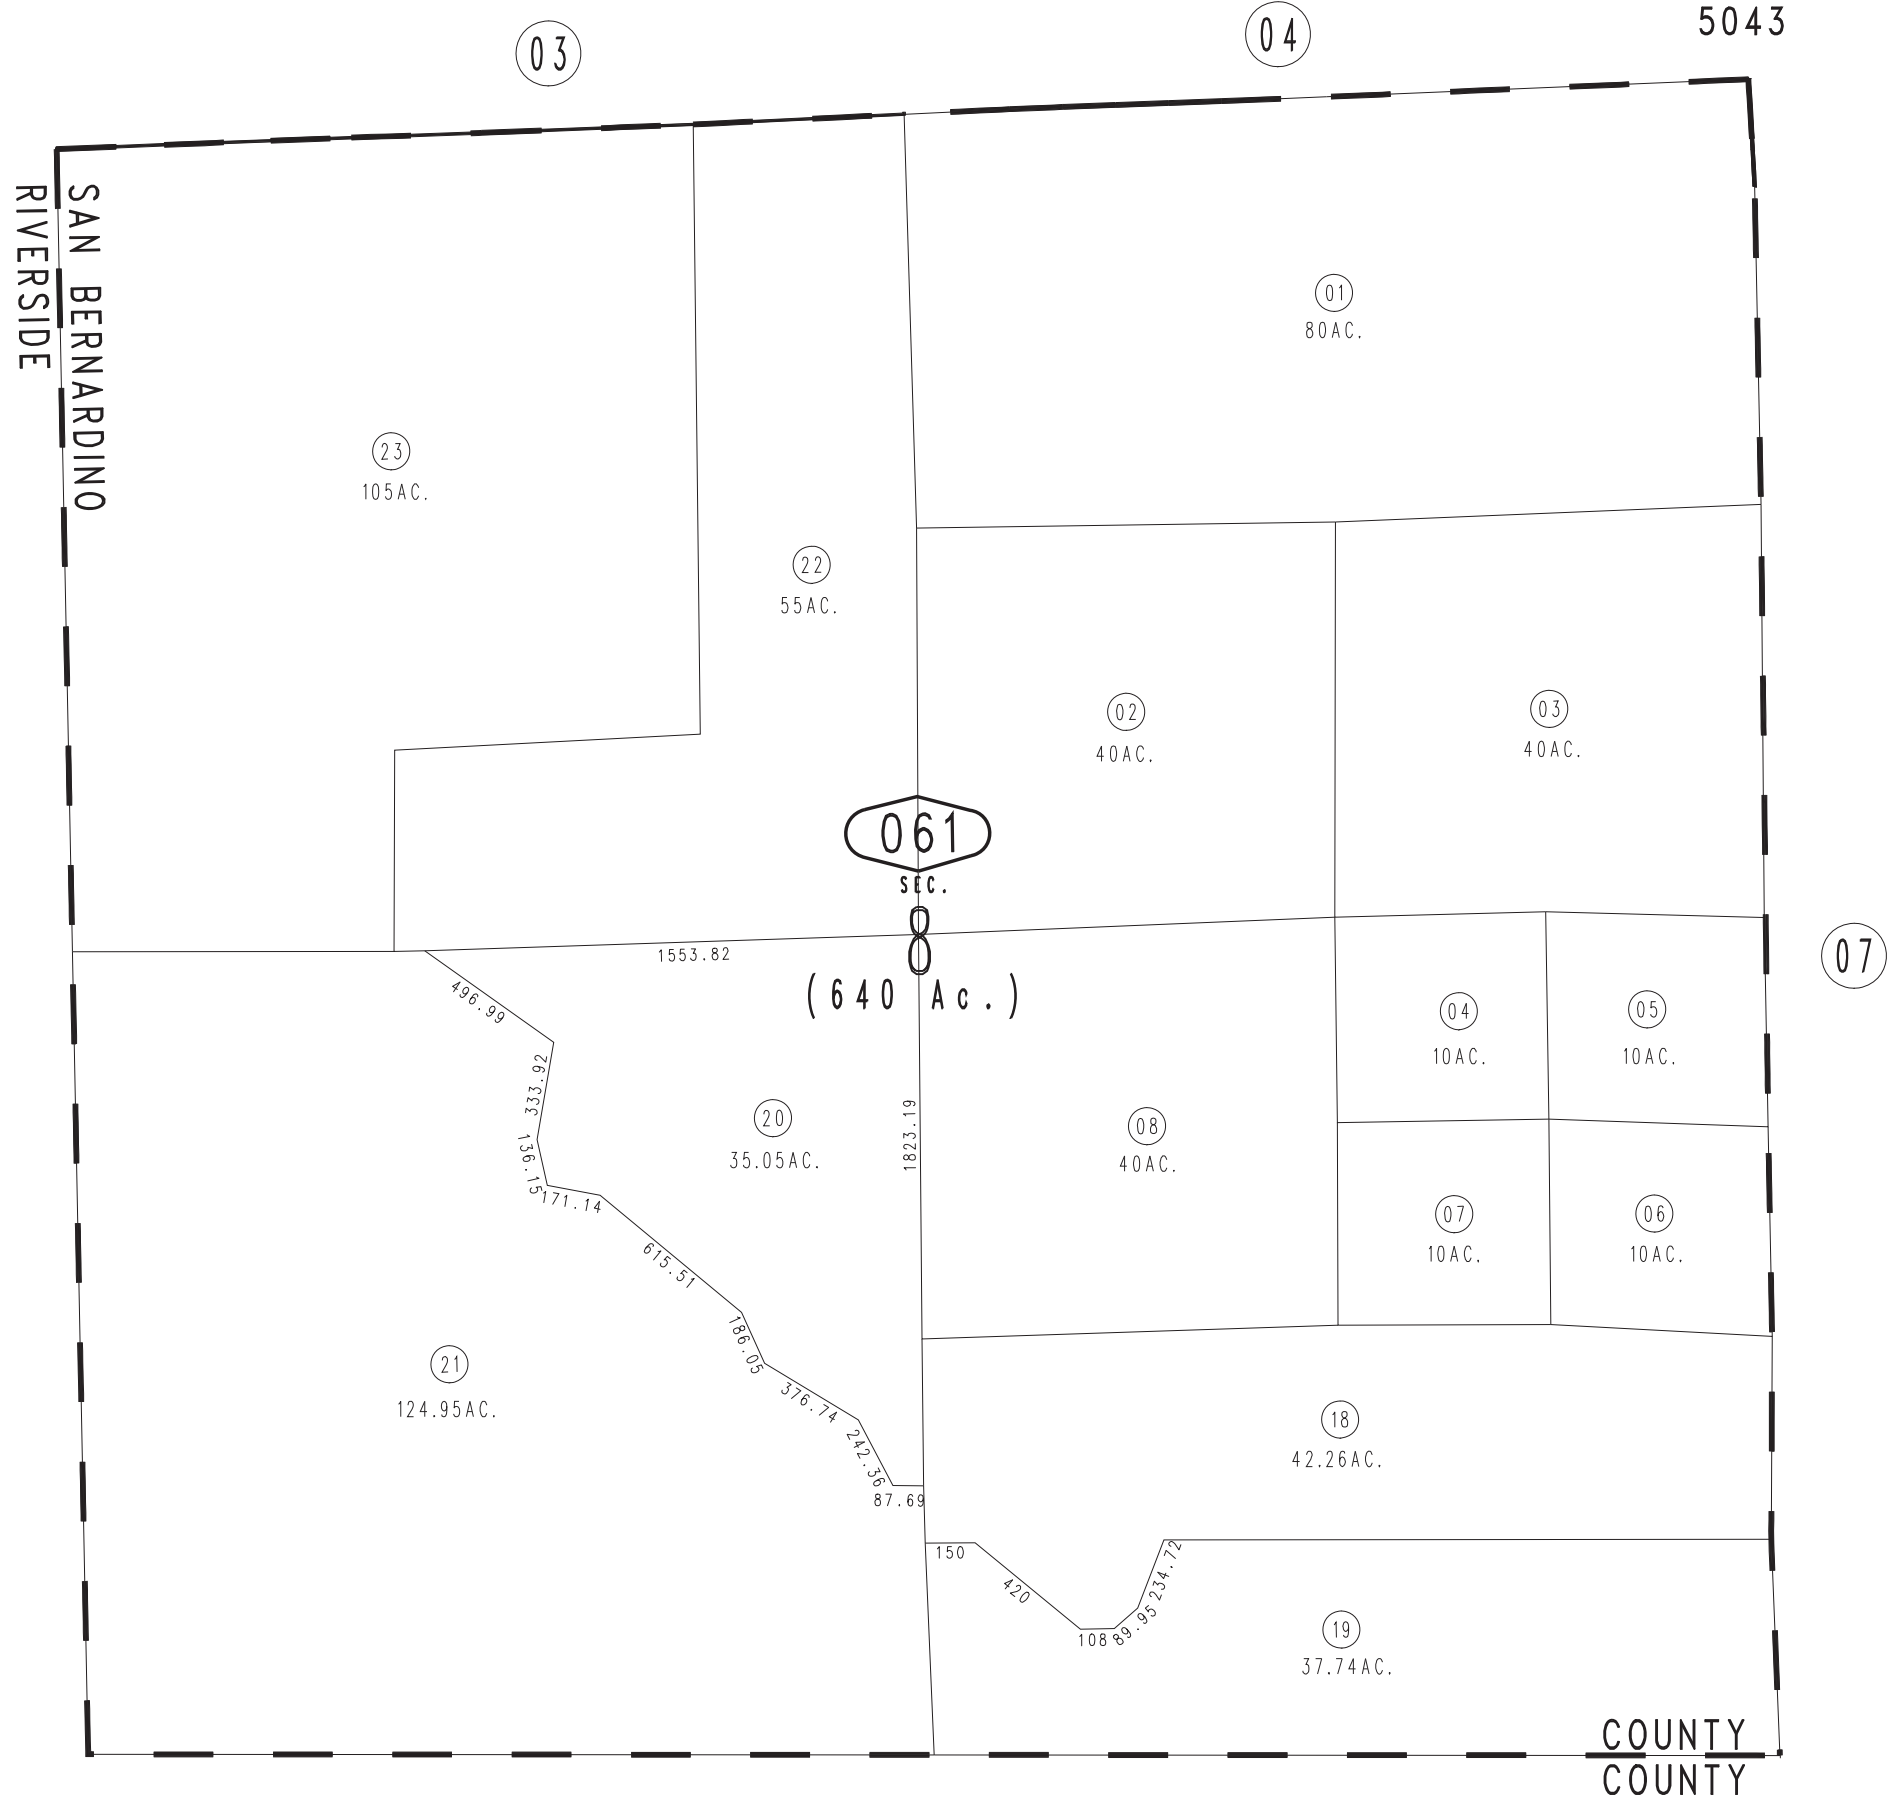 03
04
5043
SAN BERNARDINO
RIVERSIDE
01
80AC.
23
105AC.
22
55AC.
02
40AC.
03
40AC.
061
SEC.
8
(640 Ac.)
1553.82
07
496.99
333.92
136.15
171.14
615.51
186.05
376.74
242.36
87.69
1823.19
20
35.05AC.
08
40AC.
04
10AC.
05
10AC.
07
10AC.
06
10AC.
21
124.95AC.
18
42.26AC.
150
420
108
89.95
234.72
19
37.74AC.
COUNTY
COUNTY